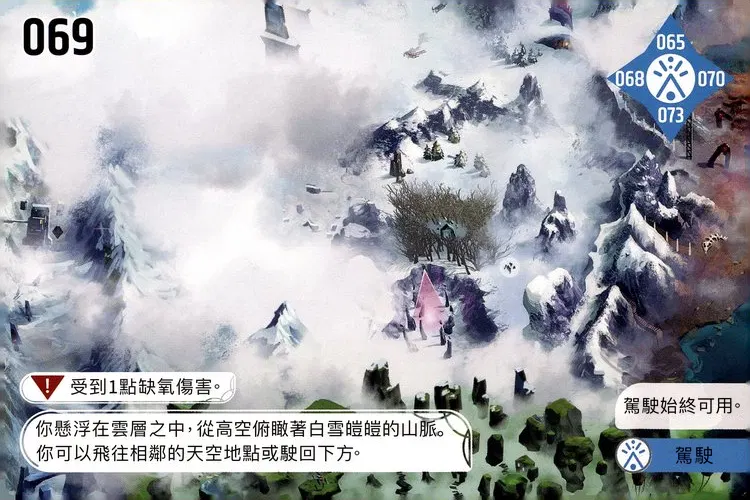 069
065
068
070
073
! 受到1點缺氧傷害。
你懸浮在雲層之中，從高空俯瞰著白雪皚皚的山脈。
你可以飛往相鄰的天空地點或駛回下方。
駕駛始終可用。
駕駛